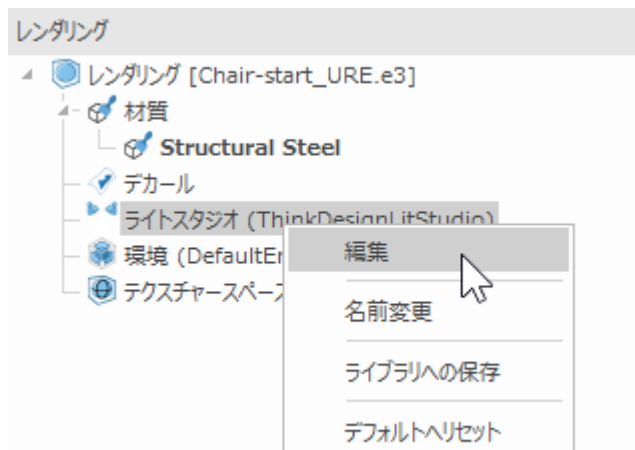 レンダリング
レンダリング [Chair-start_URE.e3]
材質
Structural Steel
デカール
ライトスタジオ (ThinkDesignLitStudio)
環境 (DefaultEr
編集
テクスチャースペース
名前変更
ライブラリへの保存
デフォルトへリセット